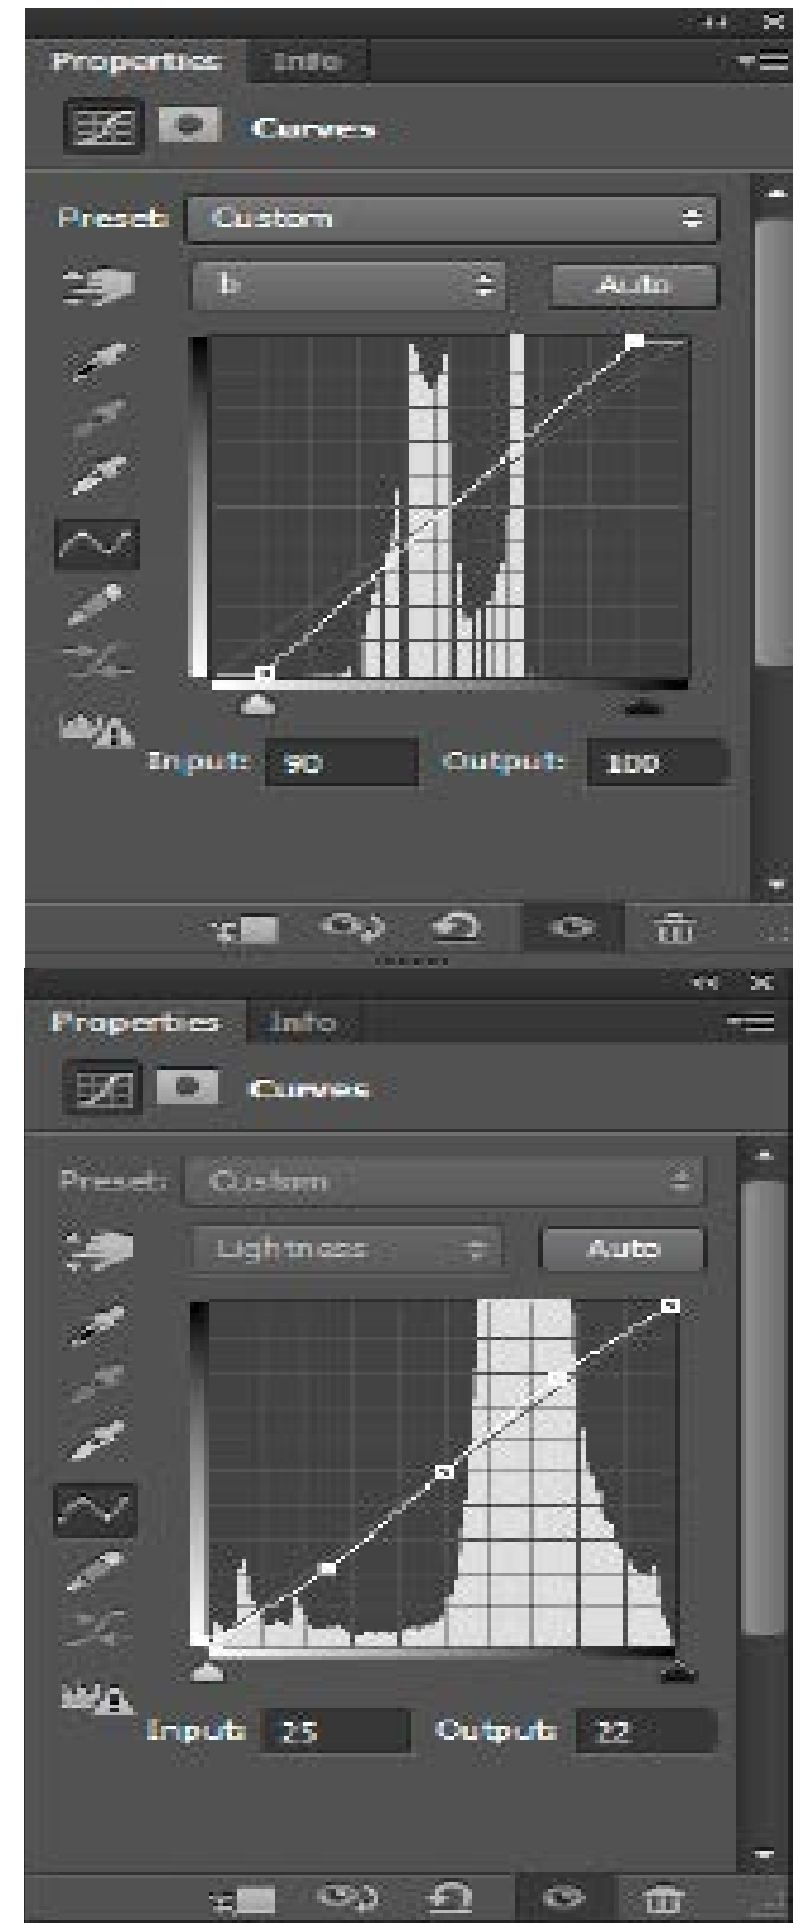 Properties Info
Curves
Preset: Custom
b Auto
Input: 90 Output: 100
Properties Info
Curves
Preset: Custom
Lightness Auto
Input: 25 Output: 22